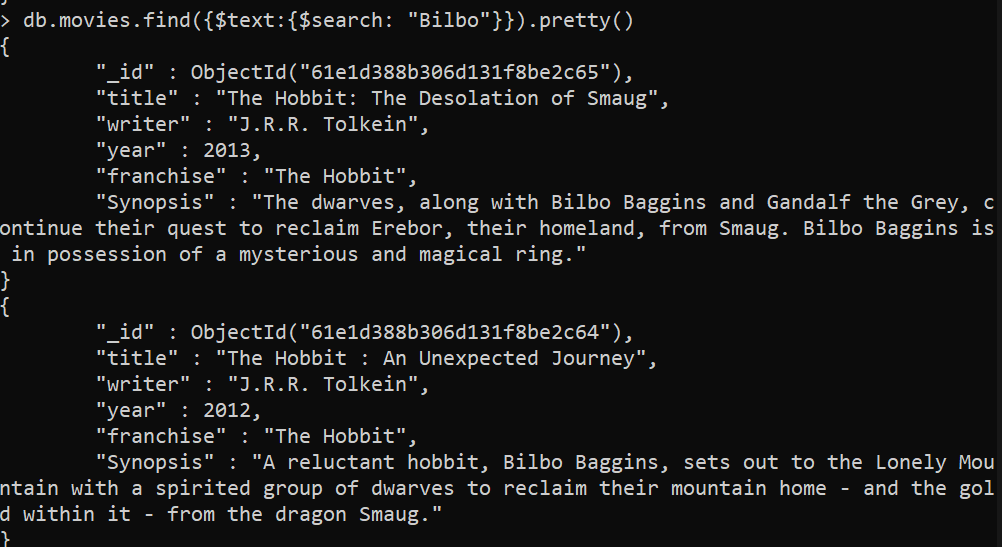 > db.movies.find({$text:{$search: "Bilbo"}}).pretty()
{
        "_id" : ObjectId("61e1d388b306d131f8be2c65"),
        "title" : "The Hobbit: The Desolation of Smaug",
        "writer" : "J.R.R. Tolkein",
        "year" : 2013,
        "franchise" : "The Hobbit",
        "Synopsis" : "The dwarves, along with Bilbo Baggins and Gandalf the Grey, c
ontinue their quest to reclaim Erebor, their homeland, from Smaug. Bilbo Baggins is
 in possession of a mysterious and magical ring."
}
{
        "_id" : ObjectId("61e1d388b306d131f8be2c64"),
        "title" : "The Hobbit : An Unexpected Journey",
        "writer" : "J.R.R. Tolkein",
        "year" : 2012,
        "franchise" : "The Hobbit",
        "Synopsis" : "A reluctant hobbit, Bilbo Baggins, sets out to the Lonely Mou
ntain with a spirited group of dwarves to reclaim their mountain home - and the gol
d within it - from the dragon Smaug."
}